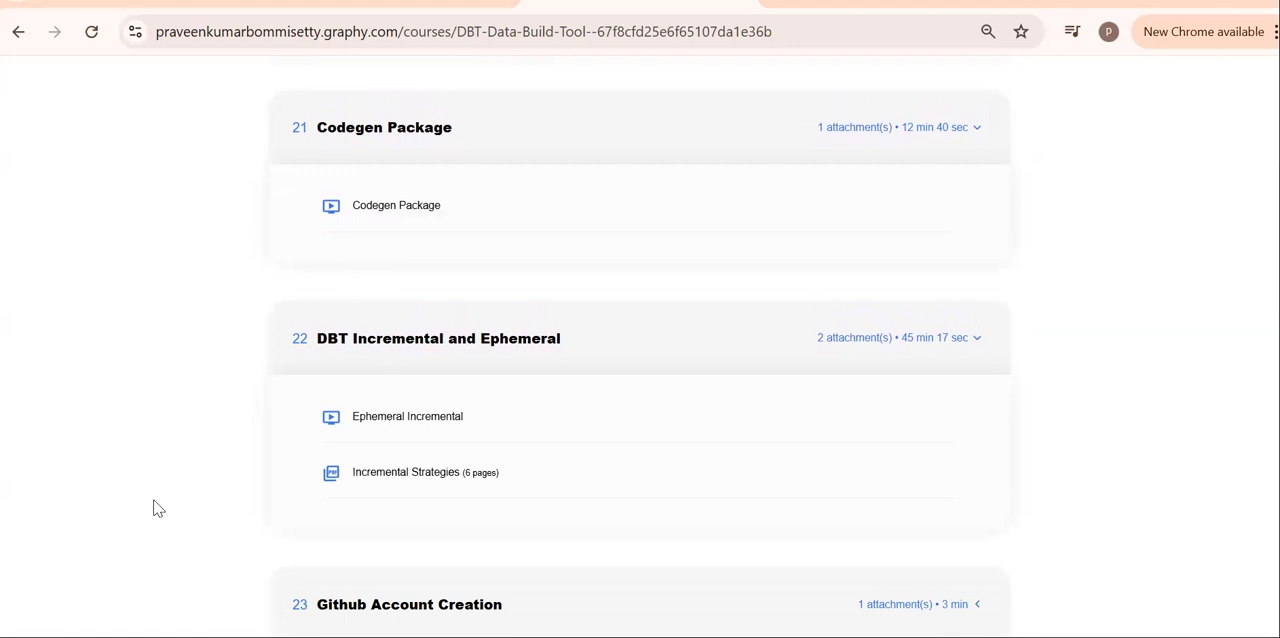 praveenkumarbommisetty.graphy.com/courses/DBT-Data-Build-Tool--67f8cfd25e6f65107da1e36b
p
New Chrome available
21 Codegen Package
1 attachment(s) • 12 min 40 sec
Codegen Package
22 DBT Incremental and Ephemeral
2 attachment(s) • 45 min 17 sec
Ephemeral Incremental
PDF
Incremental Strategies (6 pages)
23 Github Account Creation
1 attachment(s) • 3 min